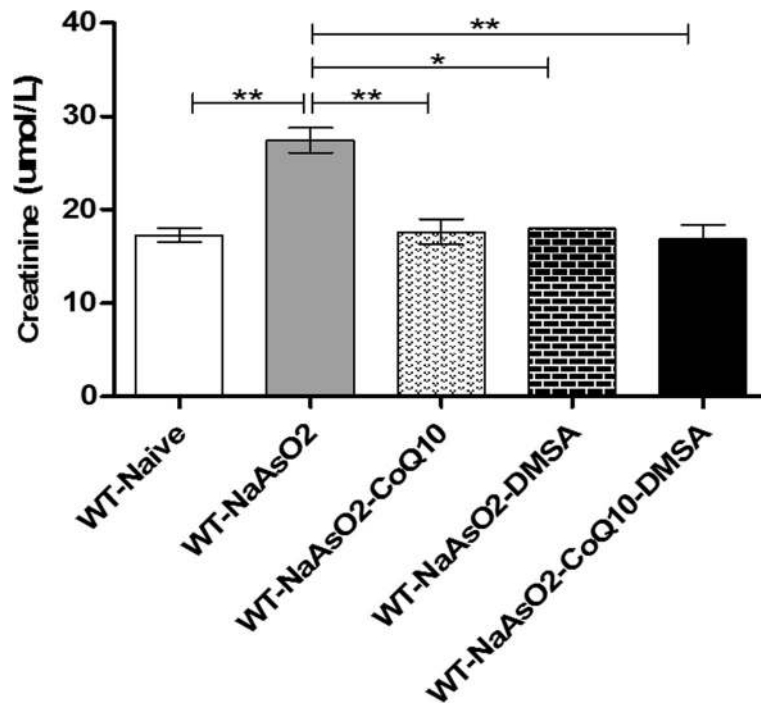 Creatinine (umol/L)
40
30
20
10
0
**
*
**
**
WT-Naive
WT-NaAsO2
WT-NaAsO2-CoQ10
WT-NaAsO2-DMSA
WT-NaAsO2-CoQ10-DMSA